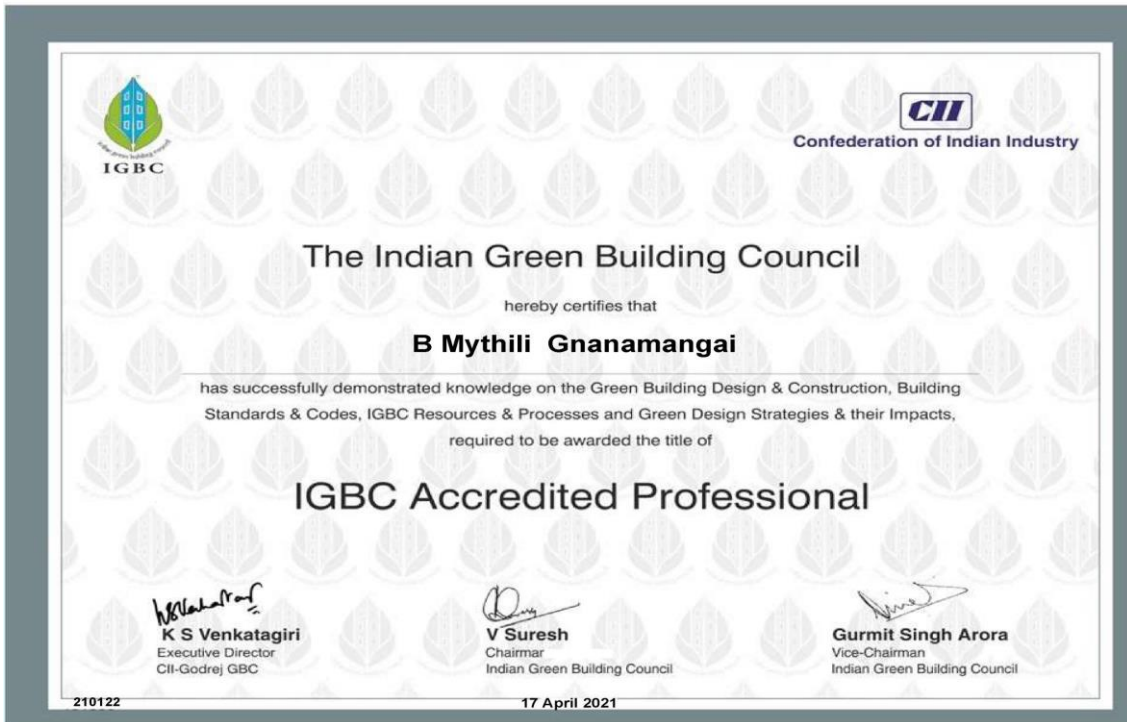 IGBC
CII
Confederation of Indian Industry
The Indian Green Building Council
hereby certifies that
B Mythili Gnanamangai
has successfully demonstrated knowledge on the Green Building Design & Construction, Building
Standards & Codes, IGBC Resources & Processes and Green Design Strategies & their Impacts,
required to be awarded the title of
IGBC Accredited Professional
K S Venkatagiri
Executive Director
CII-Godrej GBC
V Suresh
Chairmar
Indian Green Building Council
Gurmit Singh Arora
Vice-Chairman
Indian Green Building Council
210122
17 April 2021